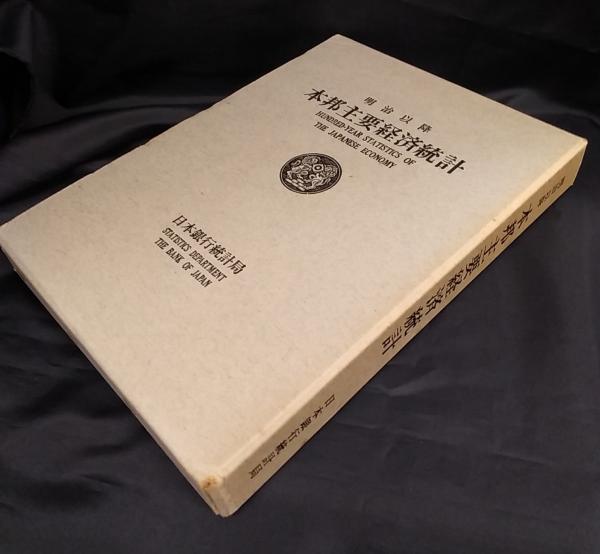 明治以降
本邦主要経済統計
HUNDRED-YEAR STATISTICS OF
THE JAPANESE ECONOMY
日本銀行統計局
STATISTICS DEPARTMENT
THE BANK OF JAPAN
明治以降 本邦主要経済統計
日本銀行統計局